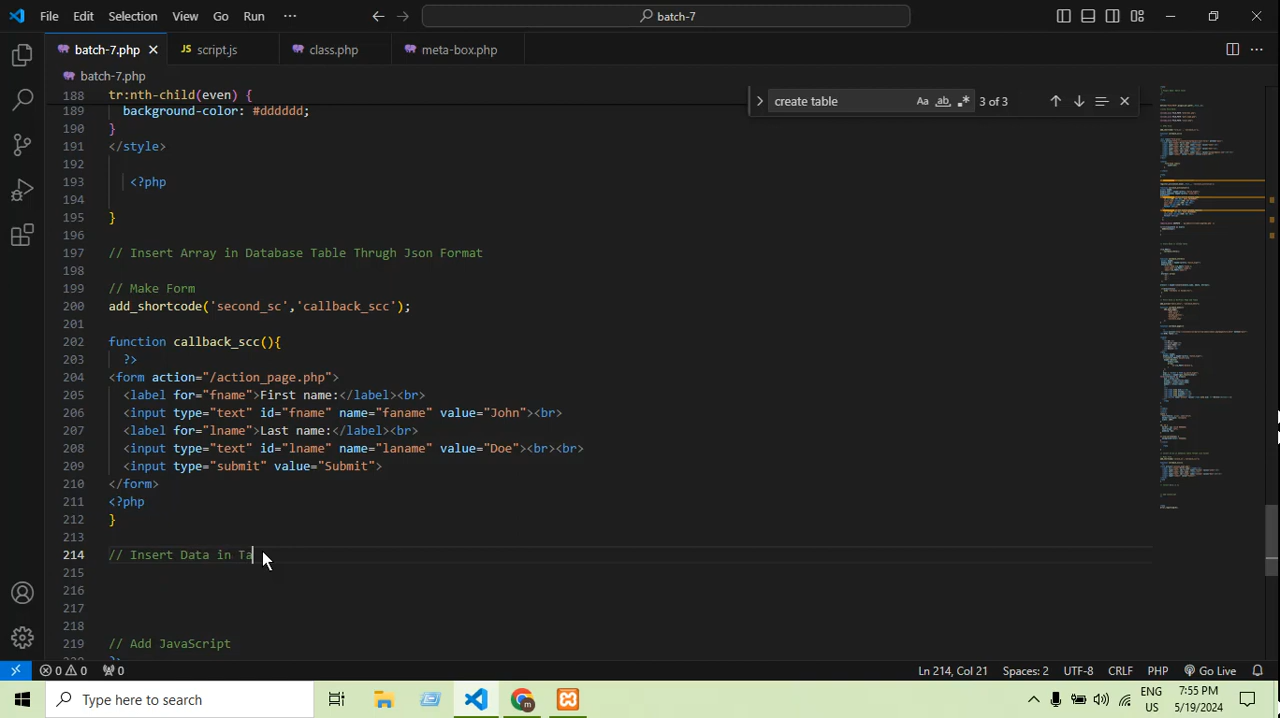 File Edit Selection View Go Run ··· batch-7
batch-7.php script.js class.php meta-box.php
batch-7.php
create table Aa ab 3 of 3
188 tr:nth-child(even) {
189 background-color: #dddddd;
190 }
191 </style>
192
193 <?php
194
195 }
196
197 // Insert Array in Database Table Thrugh Json Format
198
199 // Make Form
200 add_shortcode('second_sc','callback_scc');
201
202 function callback_scc(){
203 ?>
204 <form action="/action_page.php">
205 <label for="fname">First name:</label><br>
206 <input type="text" id="fname" name="faname" value="John"><br>
207 <label for="lname">Last name:</label><br>
208 <input type="text" id="lname" name="laname" value="Doe"><br><br>
209 <input type="submit" value="Submit">
210 </form>
211 <?php
212 }
213
214 // Insert Data in Ta
215
216
217
218
219 // Add JavaScript
0 0 0 Ln 214, Col 21 Spaces: 2 UTF-8 CRLF PHP Go Live
Type here to search ENG US 7:55 PM 5/19/2024